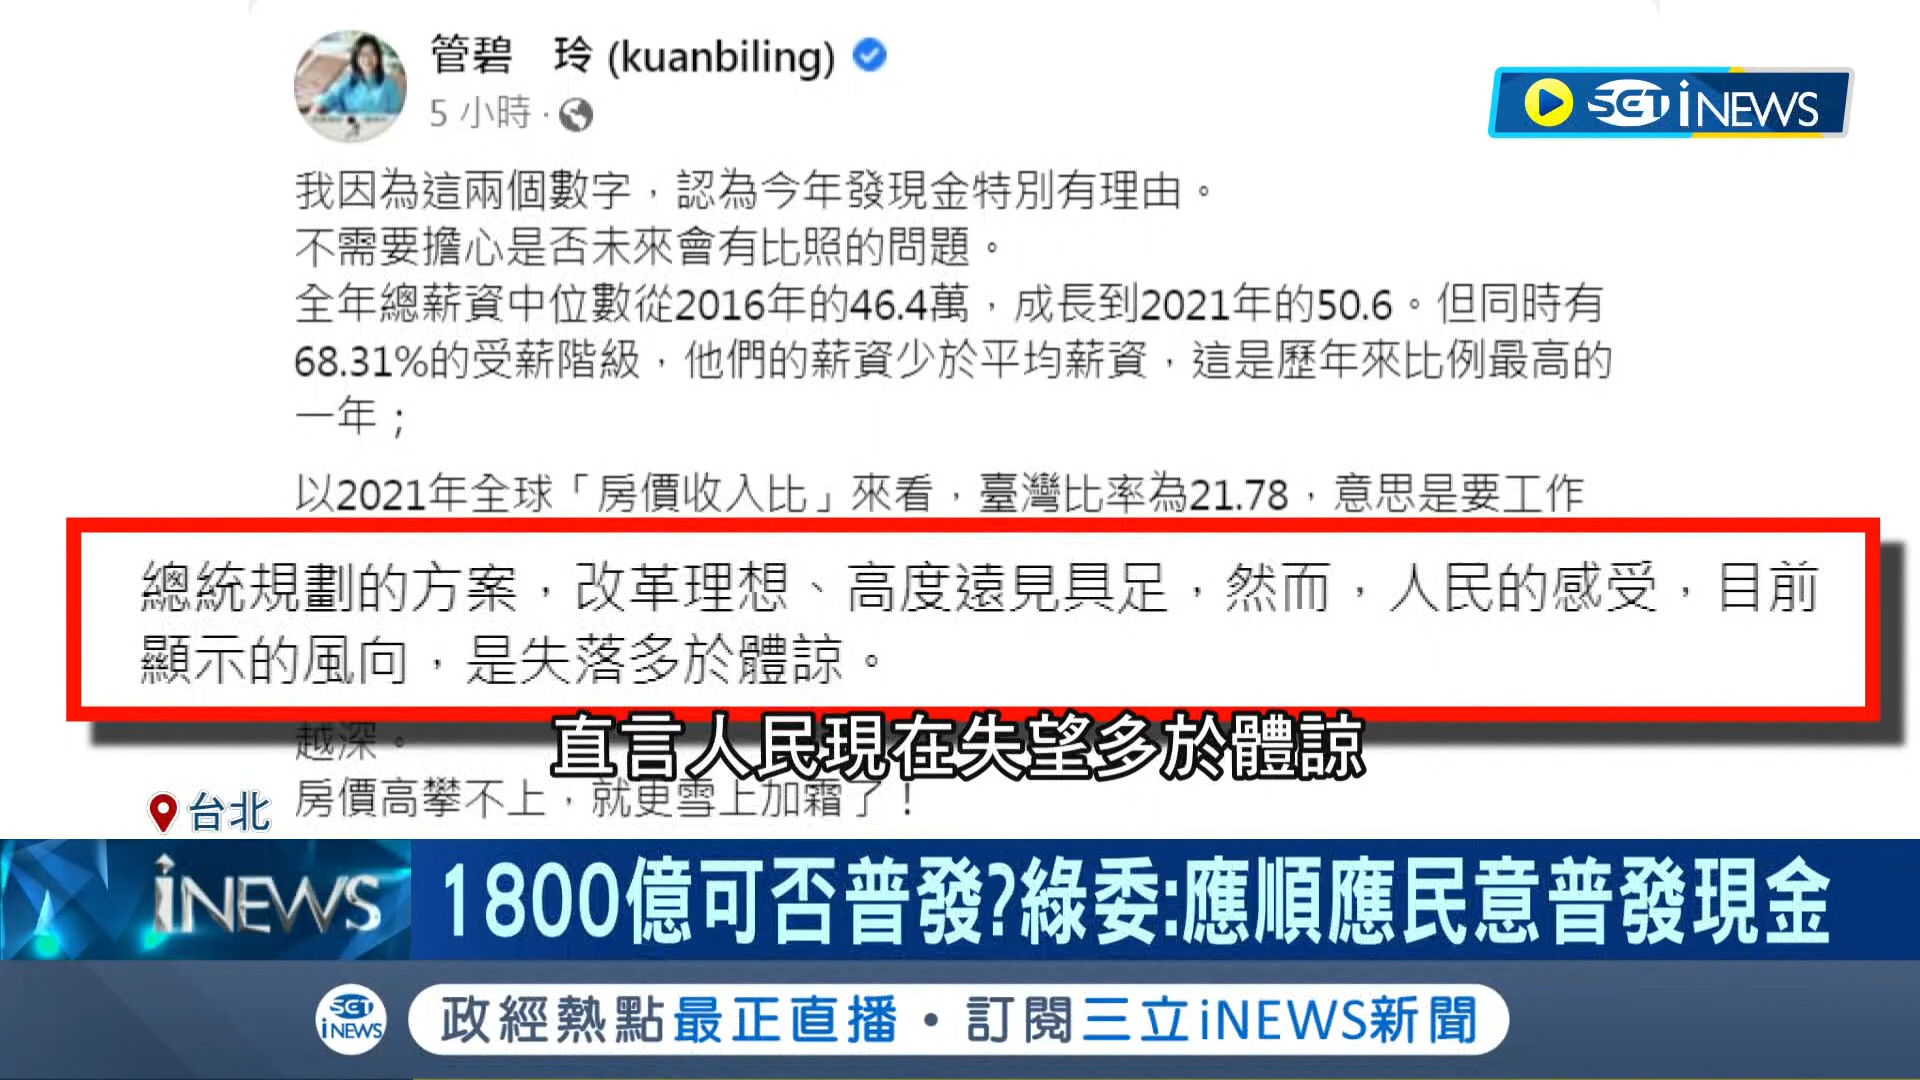 管碧 玲 (kuanbiling)
5 小時 ·
SET iNEWS
我因為這兩個數字，認為今年發現金特別有理由。
不需要擔心是否未來會有比照的問題。
全年總薪資中位數從2016年的46.4萬，成長到2021年的50.6。但同時有
68.31%的受薪階級，他們的薪資少於平均薪資，這是歷年來比例最高的
一年；
以2021年全球「房價收入比」來看，臺灣比率為21.78，意思是要工作
總統規劃的方案，改革理想、高度遠見具足，然而，人民的感受，目前
顯示的風向，是失落多於體諒。
越深。
直言人民現在失望多於體諒
房價高攀不上，就更雪上加霜了！
台北
iNEWS
1800億可否普發?綠委:應順應民意普發現金
SET iNEWS
政經熱點最正直播・訂閱三立iNEWS新聞